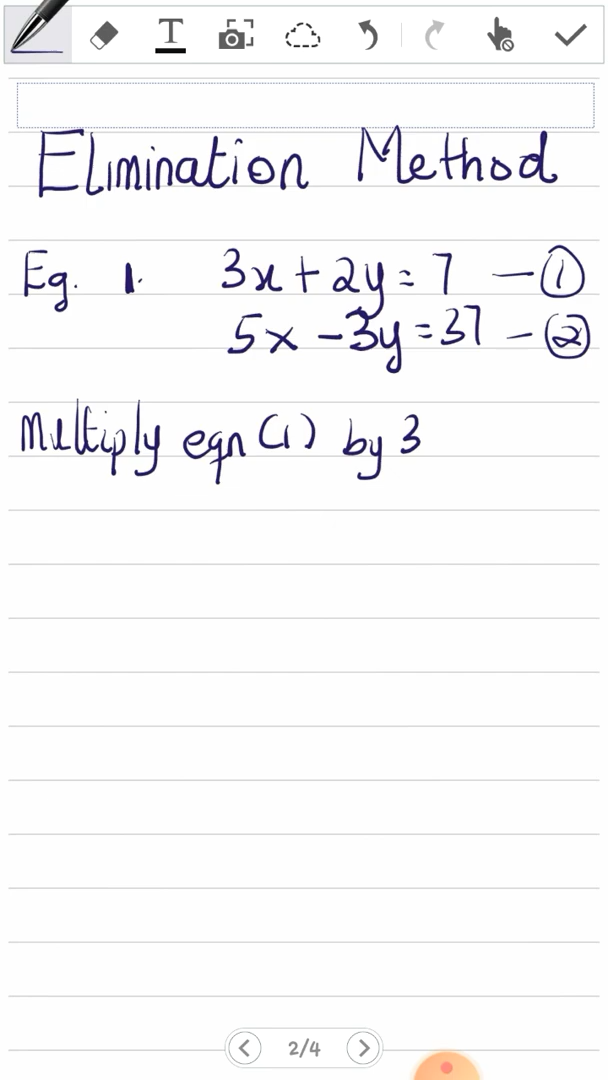 T
Elimination Method
Eg. 1. 3x + 2y = 7 — ①
5x - 3y = 37 - ②
Multiply eqn (1) by 3
2/4